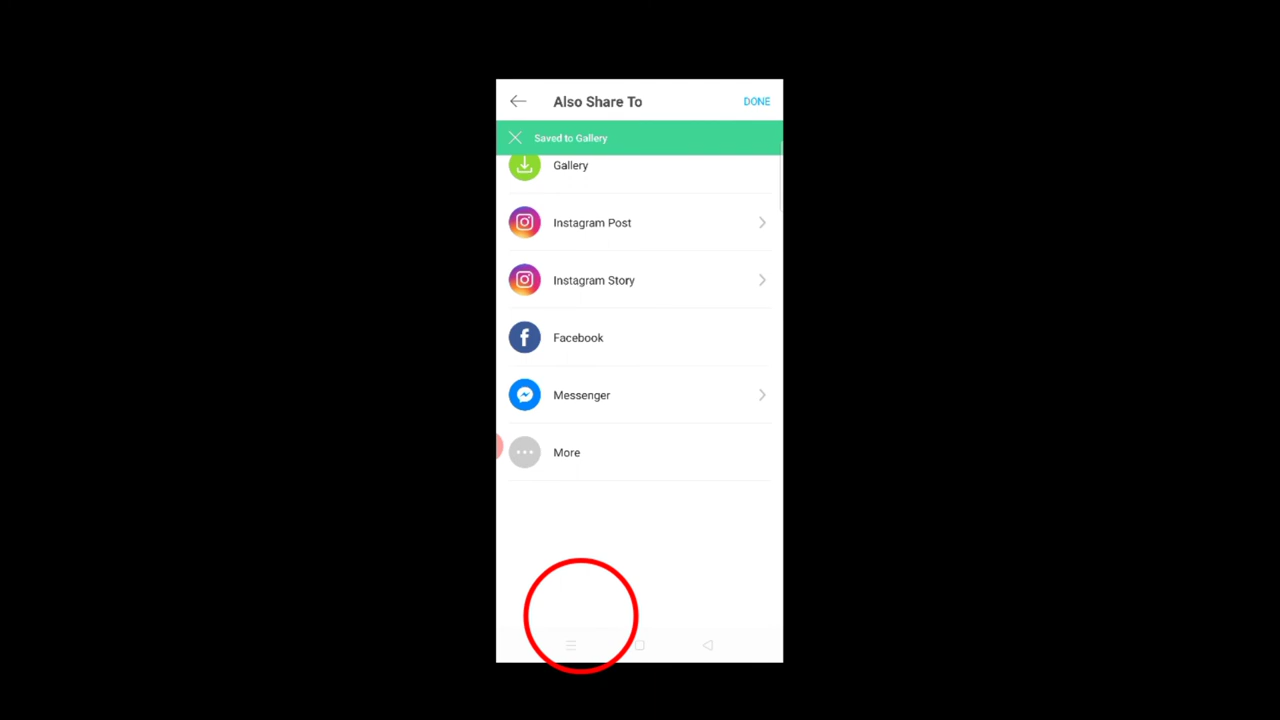 Also Share To
DONE
Saved to Gallery
Gallery
Instagram Post
Instagram Story
Facebook
Messenger
More